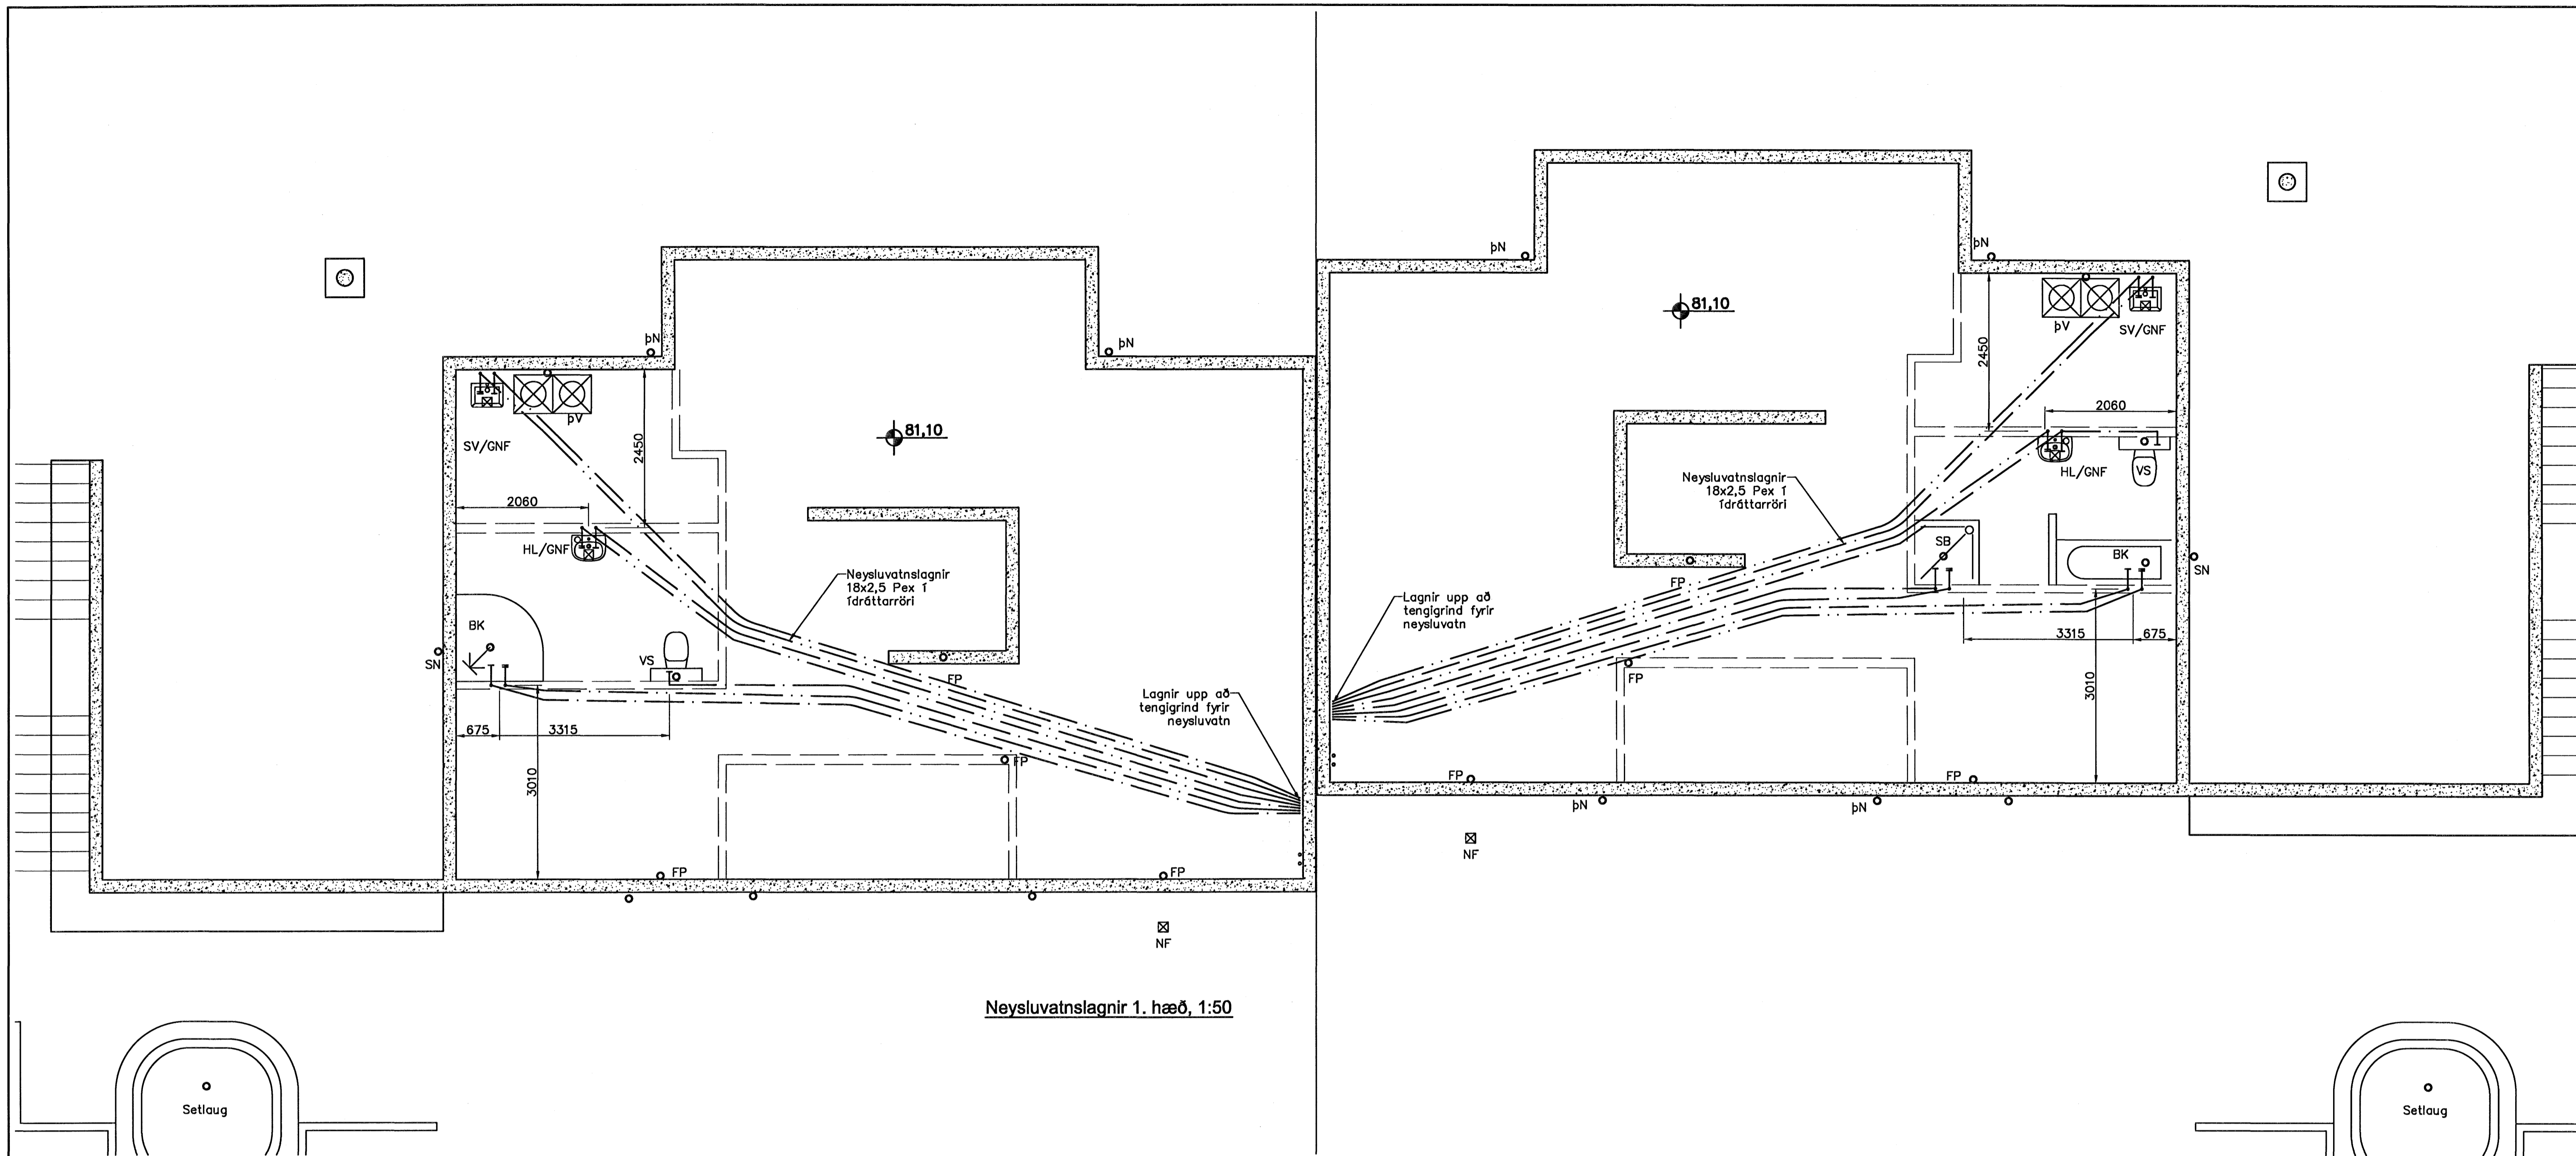 þN
þN
81,10
2450
þV
SV/GNF
2060
HL/GNF
VS
Neysluvatnslagnir
18x2,5 Pex í
ídráttarröri
SB
BK
SN
FP
Lagnir upp að
tengigrind fyrir
neysluvatn
3315
675
3010
FP
FP
FP
þN
þN
NF
þN
þN
81,10
2450
þV
SV/GNF
2060
HL/GNF
Neysluvatnslagnir
18x2,5 Pex í
ídráttarröri
BK
SN
VS
FP
Lagnir upp að
tengigrind fyrir
neysluvatn
675
3315
3010
FP
FP
FP
NF
Neysluvatnslagnir 1. hæð, 1:50
Setlaug
Setlaug